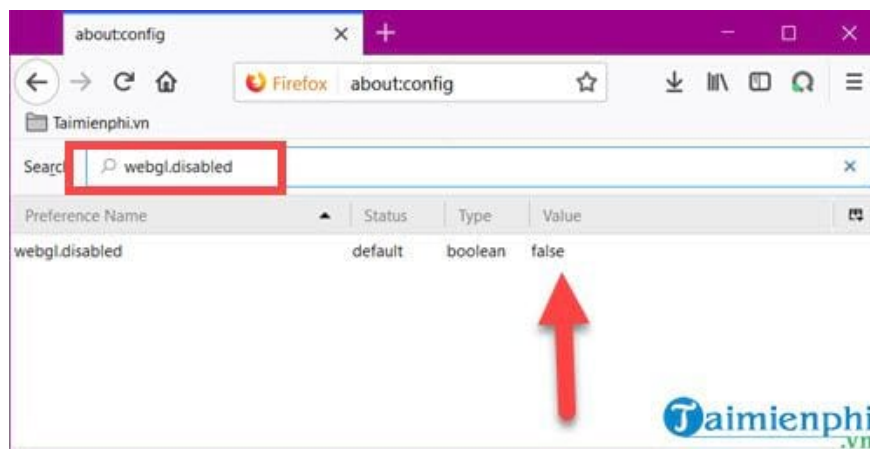 about:config
Firefox about:config
Taimienphi.vn
Search webgl.disabled
Preference Name Status Type Value
webgl.disabled default boolean false
Taimienphi
.vn